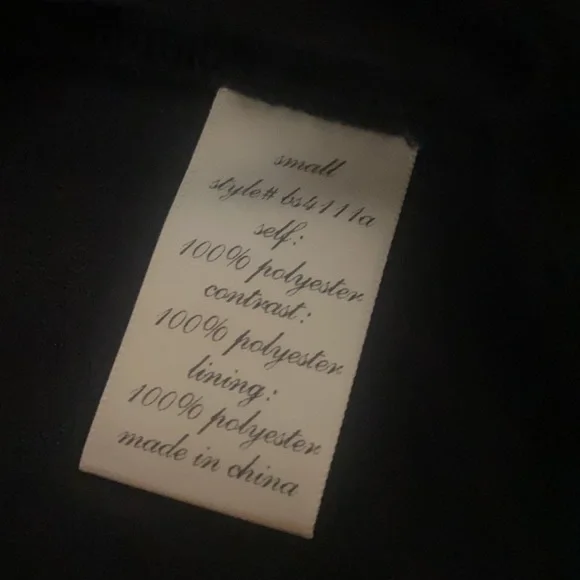 small
style# bs4111a
self:
100% polyester
contrast:
100% polyester
lining:
100% polyester
made in china